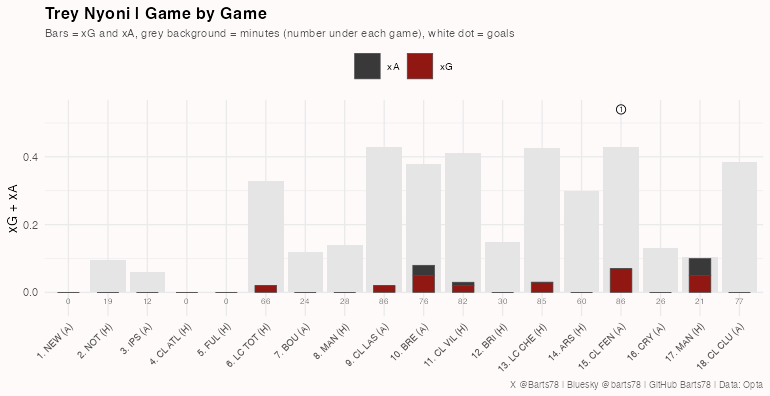 Trey Nyoni | Game by Game
Bars = xG and xA, grey background = minutes (number under each game), white dot = goals
xA xG
xG + xA
0.4
0.2
0.0
1
0 19 12 0 0 66 24 28 86 76 82 30 85 60 86 26 21 77
1. NEW (A)
2. NOT (H)
3. IPS (A)
4. CL ATL (H)
5. FUL (H)
6. LC TOT (H)
7. BOU (A)
8. MAN (H)
9. CL LAS (A)
10. BRE (A)
11. CL VIL (H)
12. BRI (H)
13. LC CHE (H)
14. ARS (H)
15. CL FEN (A)
16. CRY (A)
17. MAN (H)
18. CL CLU (A)
X @Barts78 | Bluesky @barts78 | GitHub Barts78 | Data: Opta